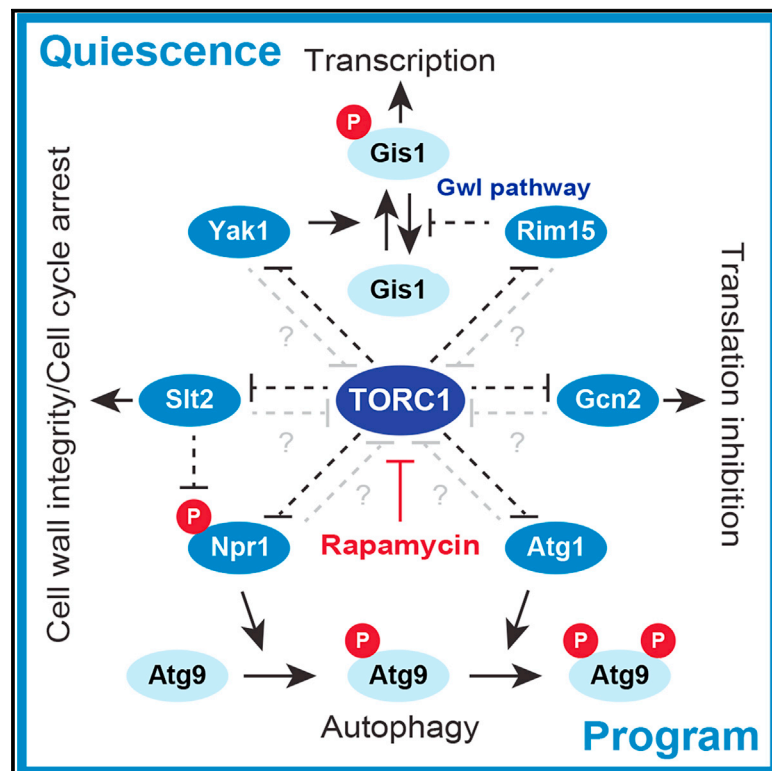 Quiescence
Transcription
P
Gis1
Gwl pathway
Yak1
Rim15
Gis1
? ?
Cell wall integrity/Cell cycle arrest
Translation inhibition
Slt2
TORC1
Gcn2
? ?
? ?
P
Npr1
Rapamycin
Atg1
P
P P
Atg9
Atg9
Atg9
Autophagy
Program